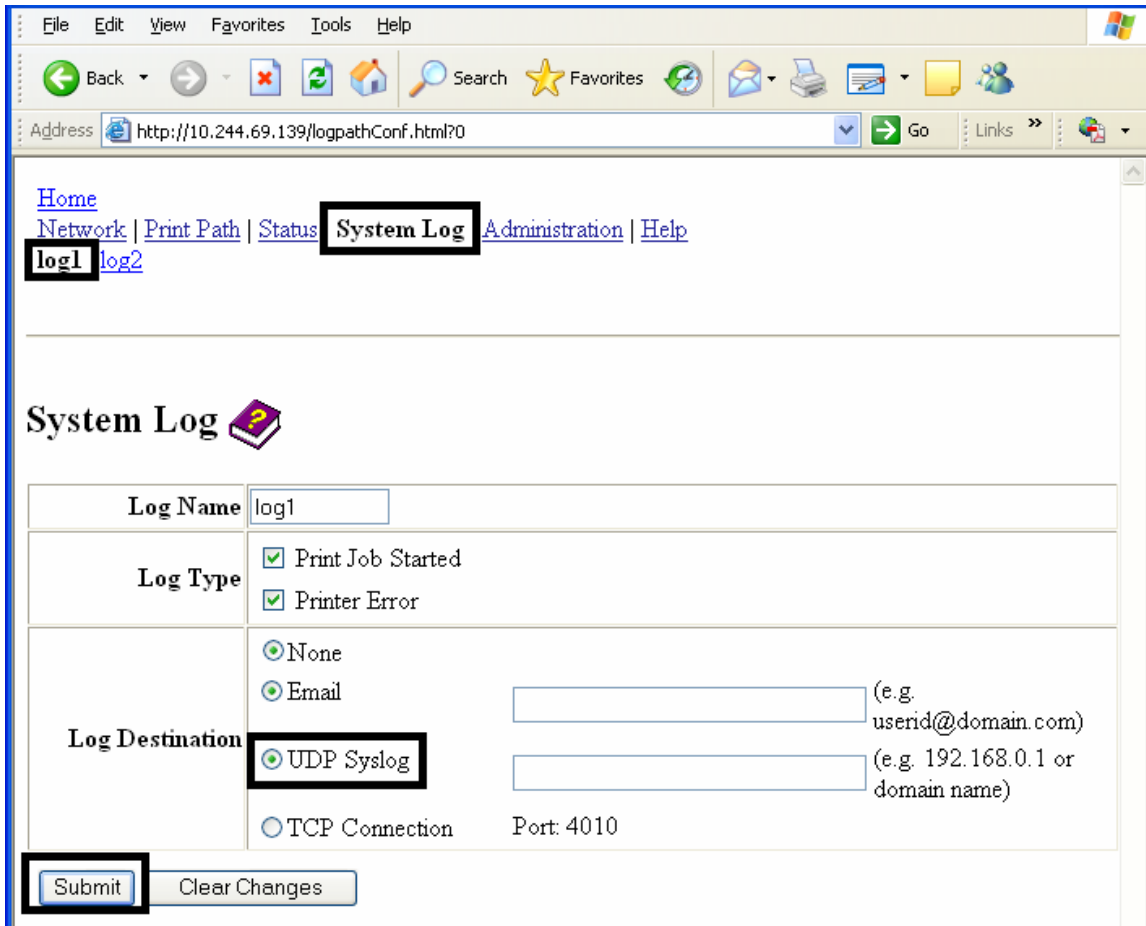 File Edit View Favorites Tools Help
Back Search Favorites
Address http://10.244.69.139/logpathConf.html?0 Go Links »
Home
Network | Print Path | Status System Log Administration | Help
log1 log2
System Log ?
Log Name log1
Log Type Print Job Started
Printer Error
Log Destination None
Email (e.g.
userid@domain.com)
UDP Syslog (e.g. 192.168.0.1 or
domain name)
TCP Connection Port: 4010
Submit Clear Changes